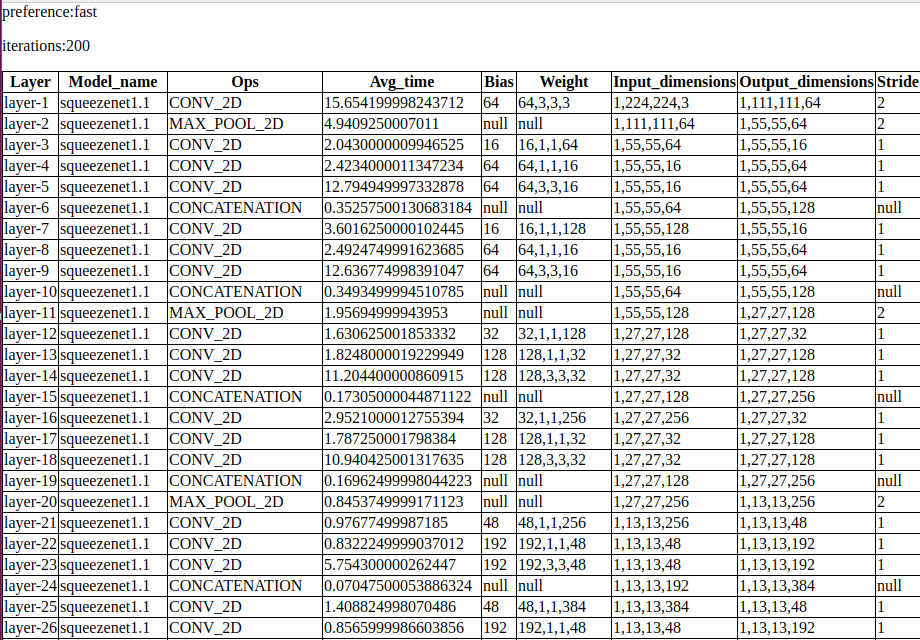 preference:fast
iterations:200
Layer Model_name Ops Avg_time Bias Weight Input_dimensions Output_dimensions Stride
layer-1 squeezenet1.1 CONV_2D 15.654199998243712 64 64,3,3,3 1,224,224,3 1,111,111,64 2
layer-2 squeezenet1.1 MAX_POOL_2D 4.9409250007011 null null 1,111,111,64 1,55,55,64 2
layer-3 squeezenet1.1 CONV_2D 2.0430000009946525 16 16,1,1,64 1,55,55,64 1,55,55,16 1
layer-4 squeezenet1.1 CONV_2D 2.4234000011347234 64 64,1,1,16 1,55,55,16 1,55,55,64 1
layer-5 squeezenet1.1 CONV_2D 12.794949997332878 64 64,3,3,16 1,55,55,16 1,55,55,64 1
layer-6 squeezenet1.1 CONCATENATION 0.35257500130683184 null null 1,55,55,64 1,55,55,128 null
layer-7 squeezenet1.1 CONV_2D 3.6016250000102445 16 16,1,1,128 1,55,55,128 1,55,55,16 1
layer-8 squeezenet1.1 CONV_2D 2.4924749991623685 64 64,1,1,16 1,55,55,16 1,55,55,64 1
layer-9 squeezenet1.1 CONV_2D 12.636774998391047 64 64,3,3,16 1,55,55,16 1,55,55,64 1
layer-10 squeezenet1.1 CONCATENATION 0.3493499994510785 null null 1,55,55,64 1,55,55,128 null
layer-11 squeezenet1.1 MAX_POOL_2D 1.95694999943953 null null 1,55,55,128 1,27,27,128 2
layer-12 squeezenet1.1 CONV_2D 1.630625001853332 32 32,1,1,128 1,27,27,128 1,27,27,32 1
layer-13 squeezenet1.1 CONV_2D 1.8248000019229949 128 128,1,1,32 1,27,27,32 1,27,27,128 1
layer-14 squeezenet1.1 CONV_2D 11.204400000860915 128 128,3,3,32 1,27,27,32 1,27,27,128 1
layer-15 squeezenet1.1 CONCATENATION 0.17305000044871122 null null 1,27,27,128 1,27,27,256 null
layer-16 squeezenet1.1 CONV_2D 2.9521000012755394 32 32,1,1,256 1,27,27,256 1,27,27,32 1
layer-17 squeezenet1.1 CONV_2D 1.787250001798384 128 128,1,1,32 1,27,27,32 1,27,27,128 1
layer-18 squeezenet1.1 CONV_2D 10.940425001317635 128 128,3,3,32 1,27,27,32 1,27,27,128 1
layer-19 squeezenet1.1 CONCATENATION 0.16962499998044223 null null 1,27,27,128 1,27,27,256 null
layer-20 squeezenet1.1 MAX_POOL_2D 0.845374999171123 null null 1,27,27,256 1,13,13,256 2
layer-21 squeezenet1.1 CONV_2D 0.97677499987185 48 48,1,1,256 1,13,13,256 1,13,13,48 1
layer-22 squeezenet1.1 CONV_2D 0.8322249999037012 192 192,1,1,48 1,13,13,48 1,13,13,192 1
layer-23 squeezenet1.1 CONV_2D 5.754300000262447 192 192,3,3,48 1,13,13,48 1,13,13,192 1
layer-24 squeezenet1.1 CONCATENATION 0.07047500053886324 null null 1,13,13,192 1,13,13,384 null
layer-25 squeezenet1.1 CONV_2D 1.408824998070486 48 48,1,1,384 1,13,13,384 1,13,13,48 1
layer-26 squeezenet1.1 CONV_2D 0.8565999986603856 192 192,1,1,48 1,13,13,48 1,13,13,192 1